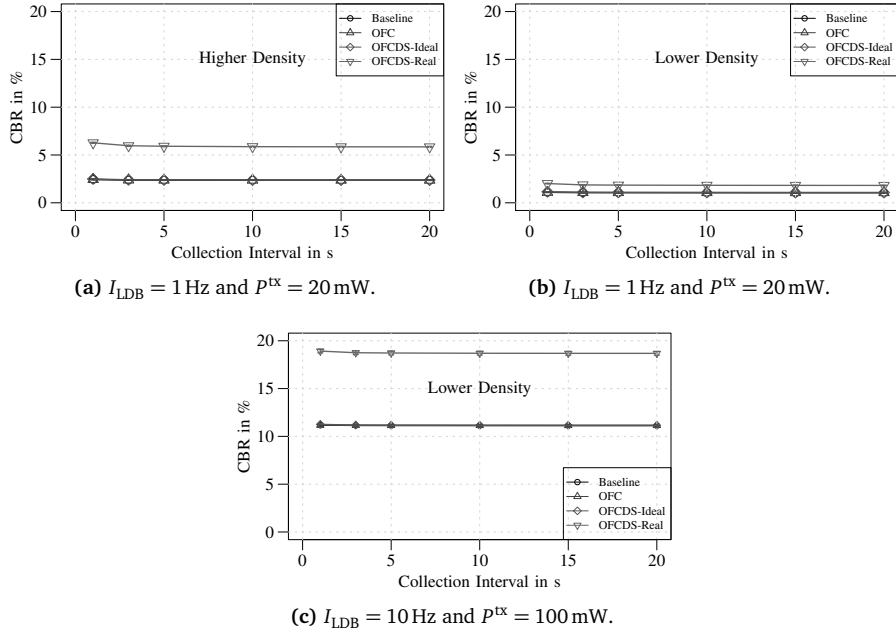 20
15
10
5
0
CBR in %
Higher Density
Baseline
OFC
OFCDS-Ideal
OFCDS-Real
0 5 10 15 20
Collection Interval in s
(a) I_LDB = 1 Hz and P^tx = 20 mW.
20
15
10
5
0
CBR in %
Lower Density
Baseline
OFC
OFCDS-Ideal
OFCDS-Real
0 5 10 15 20
Collection Interval in s
(b) I_LDB = 1 Hz and P^tx = 20 mW.
20
15
10
5
0
CBR in %
Lower Density
Baseline
OFC
OFCDS-Ideal
OFCDS-Real
0 5 10 15 20
Collection Interval in s
(c) I_LDB = 10 Hz and P^tx = 100 mW.